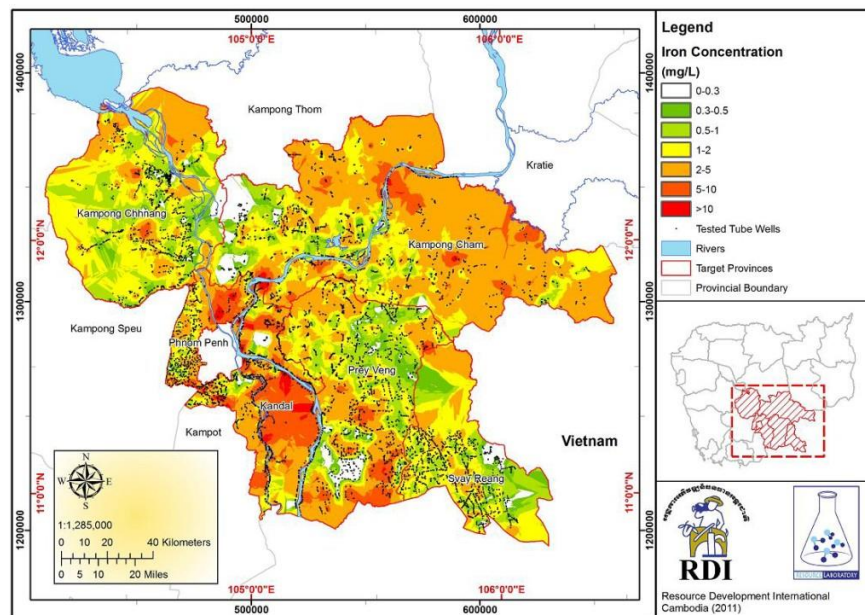 500000
600000
105°0'0"E
106°0'0"E
1400000
1400000
Kampong Thom
Kratie
Kampong Chhnang
Kampong Cham
12°0'0"N
12°0'0"N
1300000
1300000
Kampong Speu
Phnom Penh
Prey Veng
Kandal
Kampot
Vietnam
Svay Reang
11°0'0"N
11°0'0"N
1200000
1200000
N
W
E
S
1:1,285,000
0 10 20 40 Kilometers
0 5 10 20 Miles
105°0'0"E
106°0'0"E
500000
600000
Legend
Iron Concentration
(mg/L)
0-0.3
0.3-0.5
0.5-1
1-2
2-5
5-10
>10
Tested Tube Wells
Rivers
Target Provinces
Provincial Boundary
RDI
RESOURCE LABORATORY
Resource Development International
Cambodia (2011)